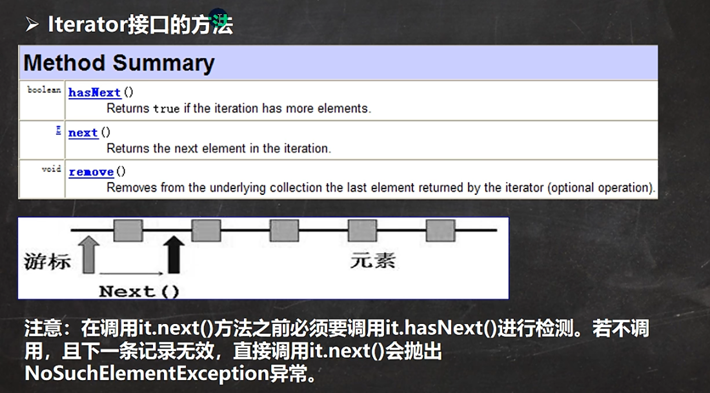 ➢ Iterator接口的方法
Method Summary
boolean hasNext()
Returns true if the iteration has more elements.
E next()
Returns the next element in the iteration.
void remove()
Removes from the underlying collection the last element returned by the iterator (optional operation).
游标 元素
Next()
注意：在调用it.next()方法之前必须要调用it.hasNext()进行检测。若不调
用，且下一条记录无效，直接调用it.next()会抛出
NoSuchElementException异常。